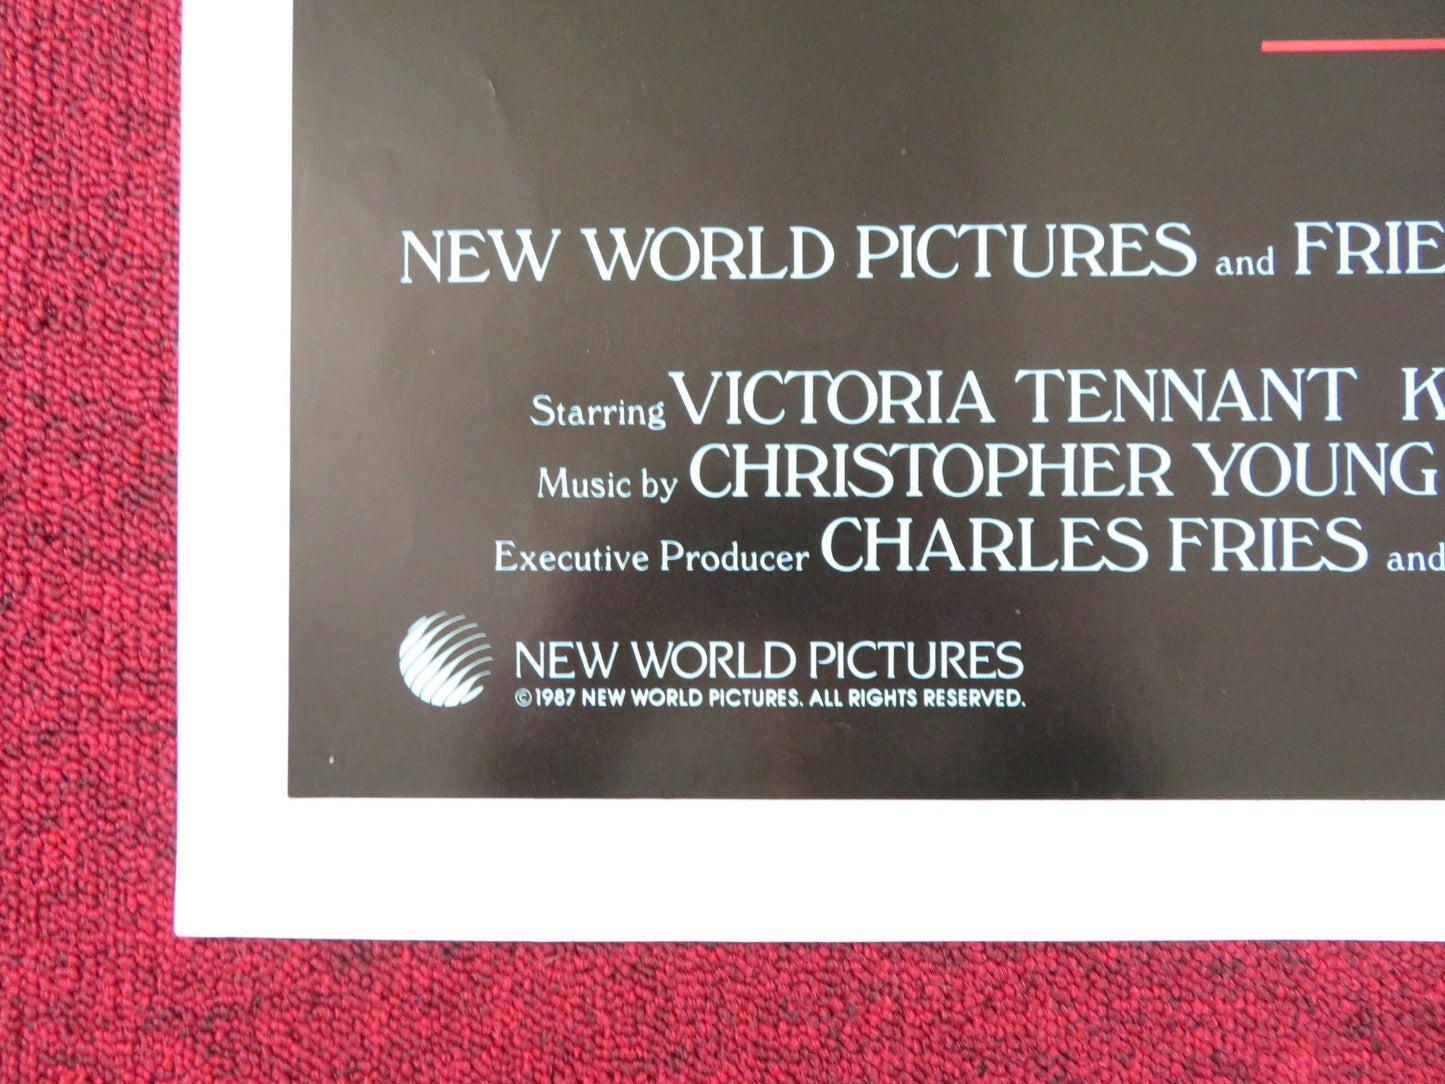 NEW WORLD PICTURES and FRIE
Starring VICTORIA TENNANT K
Music by CHRISTOPHER YOUNG
Executive Producer CHARLES FRIES and
NEW WORLD PICTURES
© 1987 NEW WORLD PICTURES. ALL RIGHTS RESERVED.